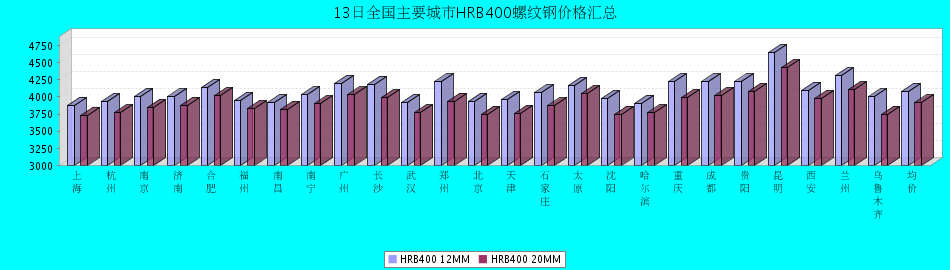 13日全国主要城市HRB400螺纹钢价格汇总
4750
4500
4250
4000
3750
3500
3250
3000
上海
杭州
南京
济南
合肥
福州
南昌
南宁
广州
长沙
武汉
郑州
北京
天津
石家庄
太原
沈阳
哈尔滨
重庆
成都
贵阳
昆明
西安
兰州
乌鲁木齐
均价
HRB400 12MM HRB400 20MM